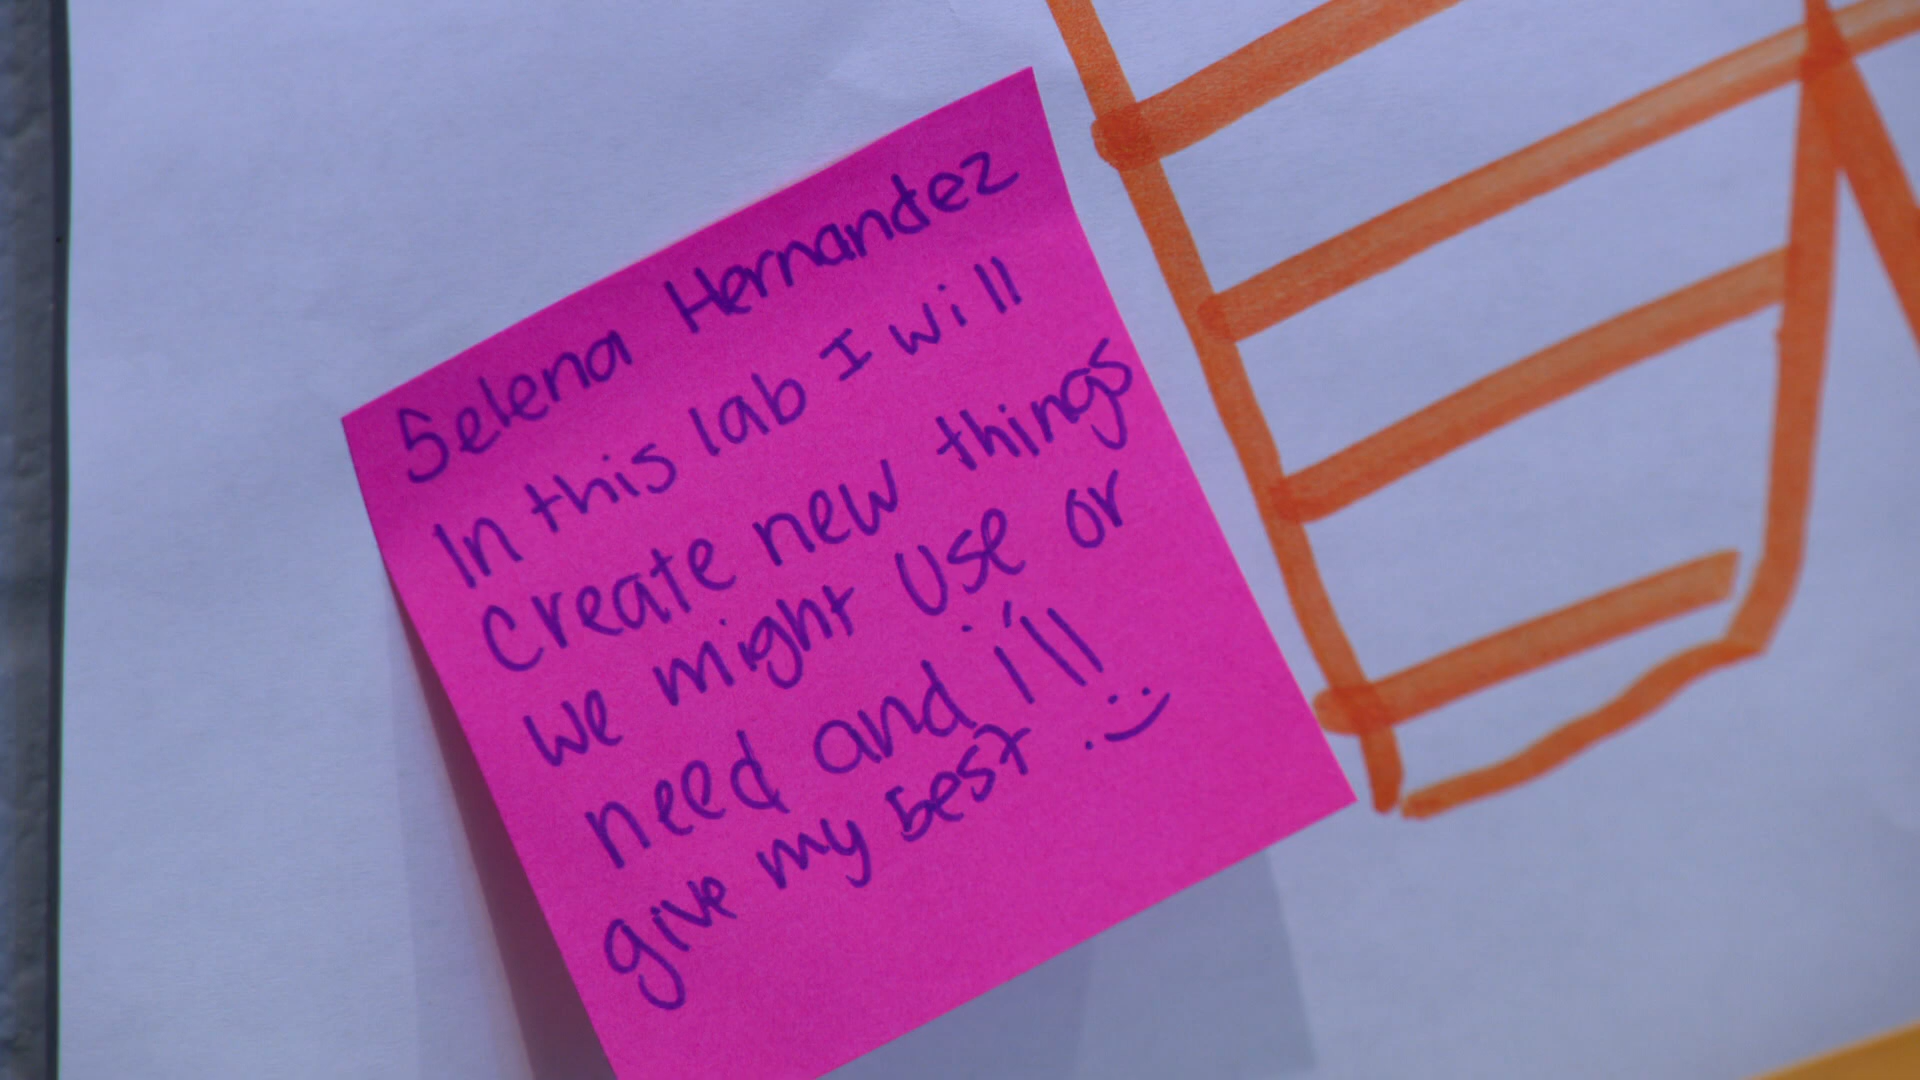 Selena Hernandez
In this lab I will
create new things
we might use or
need and i'll
give my best :)